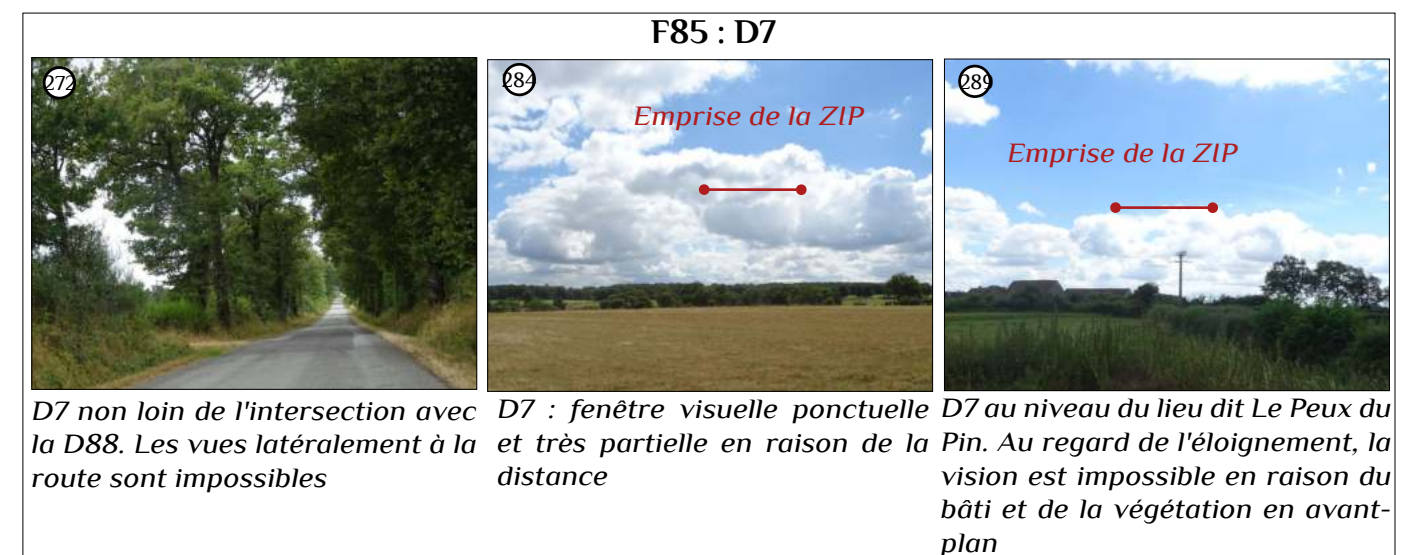 F85 : D7
272
284
Emprise de la ZIP
289
Emprise de la ZIP
D7 non loin de l'intersection avec
la D88. Les vues latéralement à la
route sont impossibles
D7 : fenêtre visuelle ponctuelle
et très partielle en raison de la
distance
D7 au niveau du lieu dit Le Peux du
Pin. Au regard de l'éloignement, la
vision est impossible en raison du
bâti et de la végétation en avant-
plan